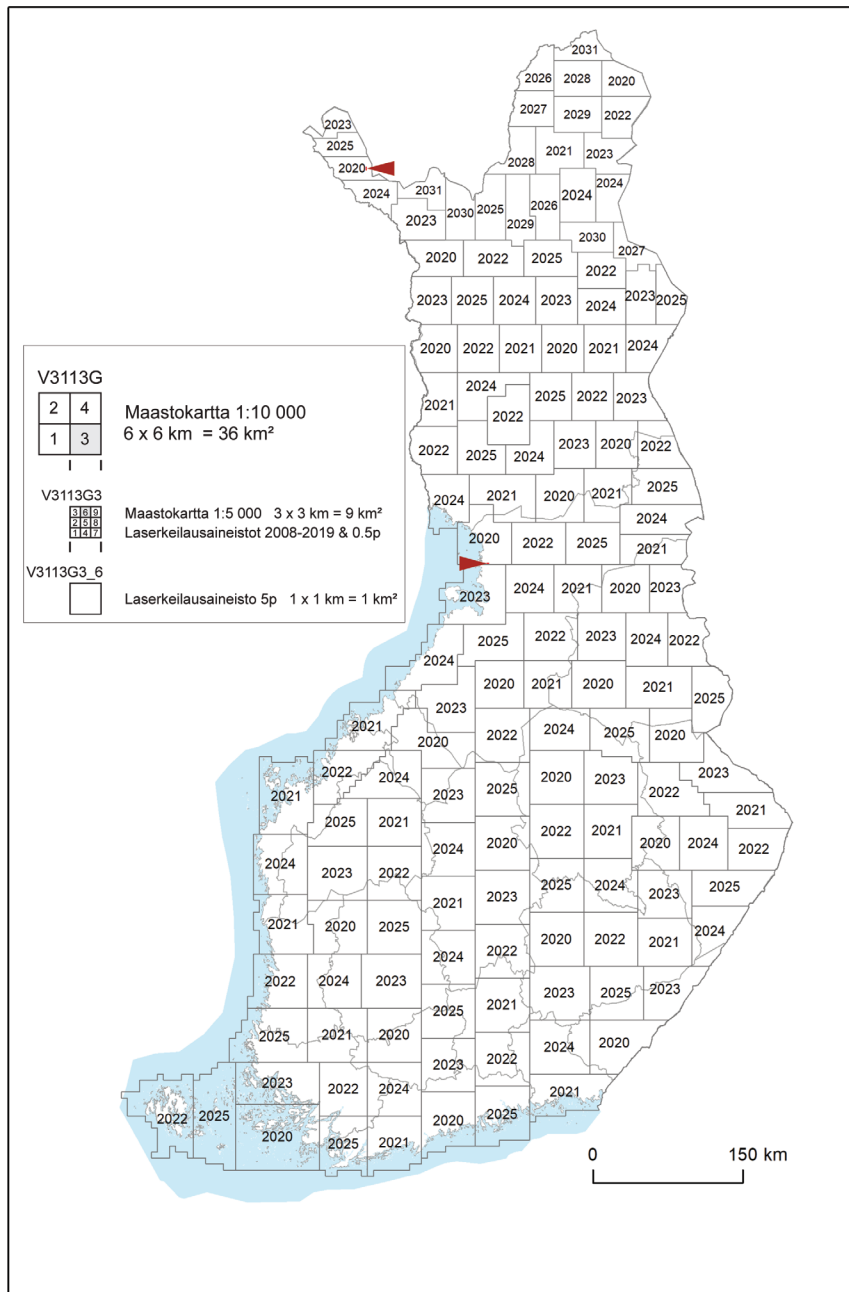 2031
2026 2028 2020
2027 2029 2022
2023
2025 2028 2021 2023
2020
2024 2031 2030 2025 2029 2026 2024 2024
2023
2030
2027
2020 2022 2025 2022
2023 2025 2024 2023 2024 2023 2025
2020 2022 2021 2020 2021 2024
2021 2024 2022 2025 2022 2023
2022 2025 2024 2023 2020 2022
2024 2021 2020 2021 2025
2024
2020 2022 2025 2021
2023 2024 2021 2020 2023
2024 2025 2022 2023 2024 2022
2023 2020 2021 2020 2021 2025
2021 2020 2022 2024 2025 2020
2021 2022 2024 2023 2025 2020 2023 2022 2023
2025 2021 2024 2020 2022 2021 2020 2024 2021
2022
2024 2023 2022 2021 2023 2025 2024 2023 2025
2021 2020 2025 2024 2022 2020 2022 2021 2024
2022 2024 2023 2025 2021 2023 2025 2023
2025 2021 2020 2023 2022 2024 2020
2023 2022 2024 2021
2022 2025 2020 2025 2021 2020 2025
V3113G
2 4
1 3
Maastokartta 1:10 000
6 x 6 km = 36 km²
V3113G3
3 6 9
2 5 8
1 4 7
Maastokartta 1:5 000 3 x 3 km = 9 km²
Laserkeilausaineistot 2008-2019 & 0.5p
V3113G3_6
Laserkeilausaineisto 5p 1 x 1 km = 1 km²
0 150 km